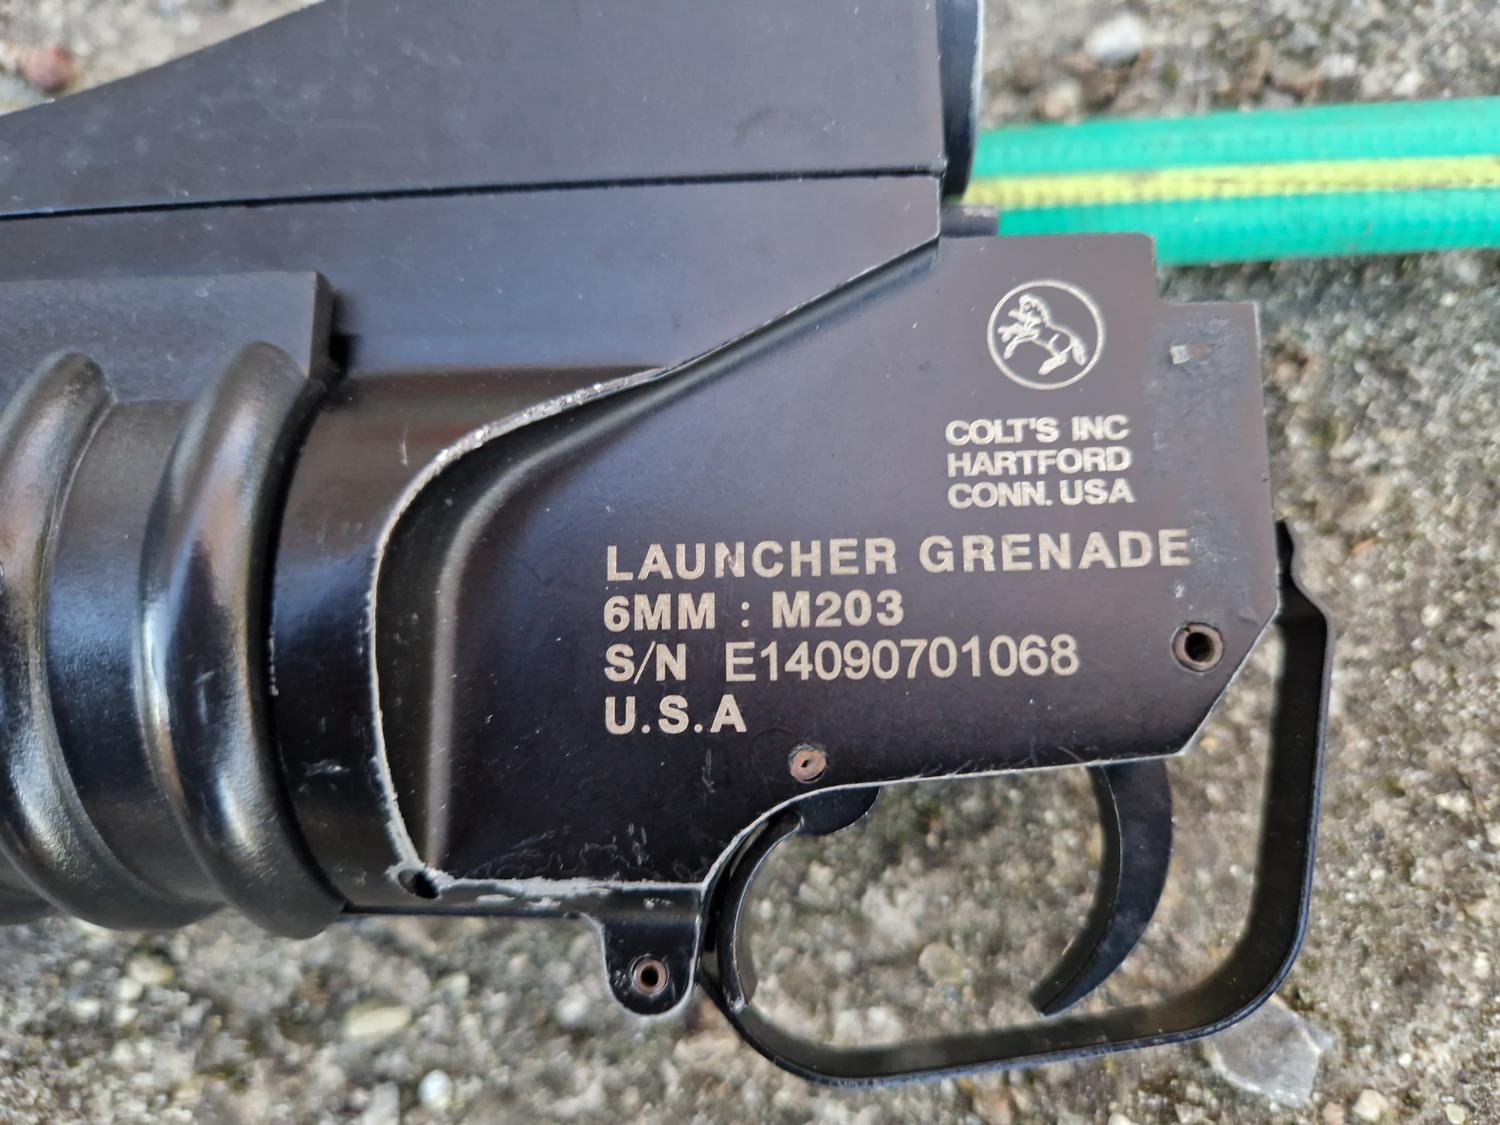 COLT'S INC
HARTFORD
CONN. USA
LAUNCHER GRENADE
6MM : M203
S/N E14090701068
U.S.A